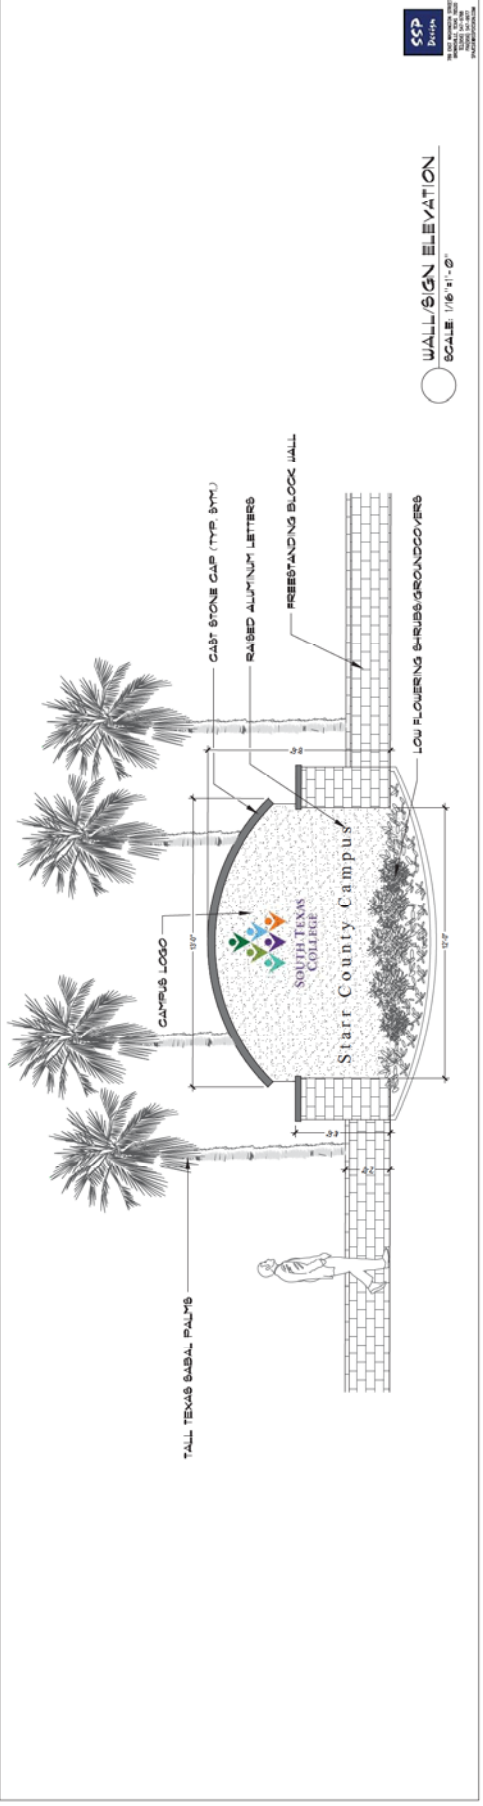 TALL TEXAS SABAL PALMS
CAMPUS LOGO
13'-0"
CAST STONE CAP (TYP. SYM.)
RAISED ALUMINUM LETTERS
FREESTANDING BLOCK WALL
SOUTH TEXAS
COLLEGE
Starr County Campus
LOW FLOWERING SHRUBS/GROUNDCOVERS
12'-0"
WALL/SIGN ELEVATION
SCALE: 1/16"=1'-0"
SSP
Design